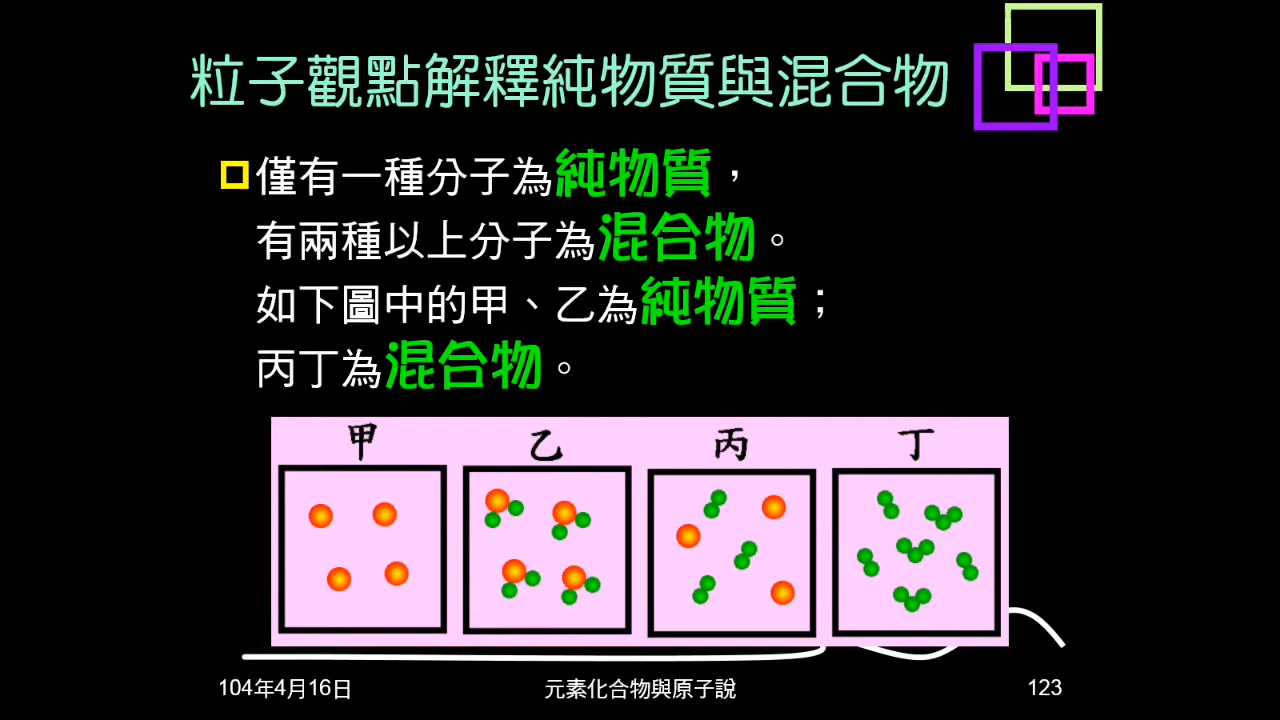 粒子觀點解釋純物質與混合物
僅有一種分子為純物質，
有兩種以上分子為混合物。
如下圖中的甲、乙為純物質；
丙丁為混合物。
甲 乙 丙 丁
104年4月16日 元素化合物與原子說 123